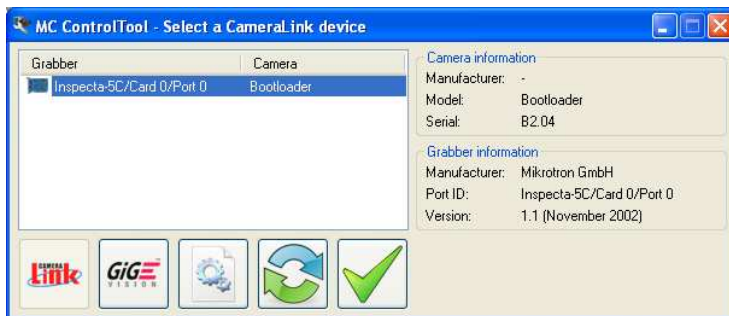 MC ControlTool - Select a CameraLink device
Grabber Camera
Inspecta-5C/Card 0/Port 0 Bootloader
Camera information
Manufacturer: -
Model: Bootloader
Serial: B2.04
Grabber information
Manufacturer: Mikrotron GmbH
Port ID: Inspecta-5C/Card 0/Port 0
Version: 1.1 (November 2002)
CAMERA
Link
GiGE
VISION